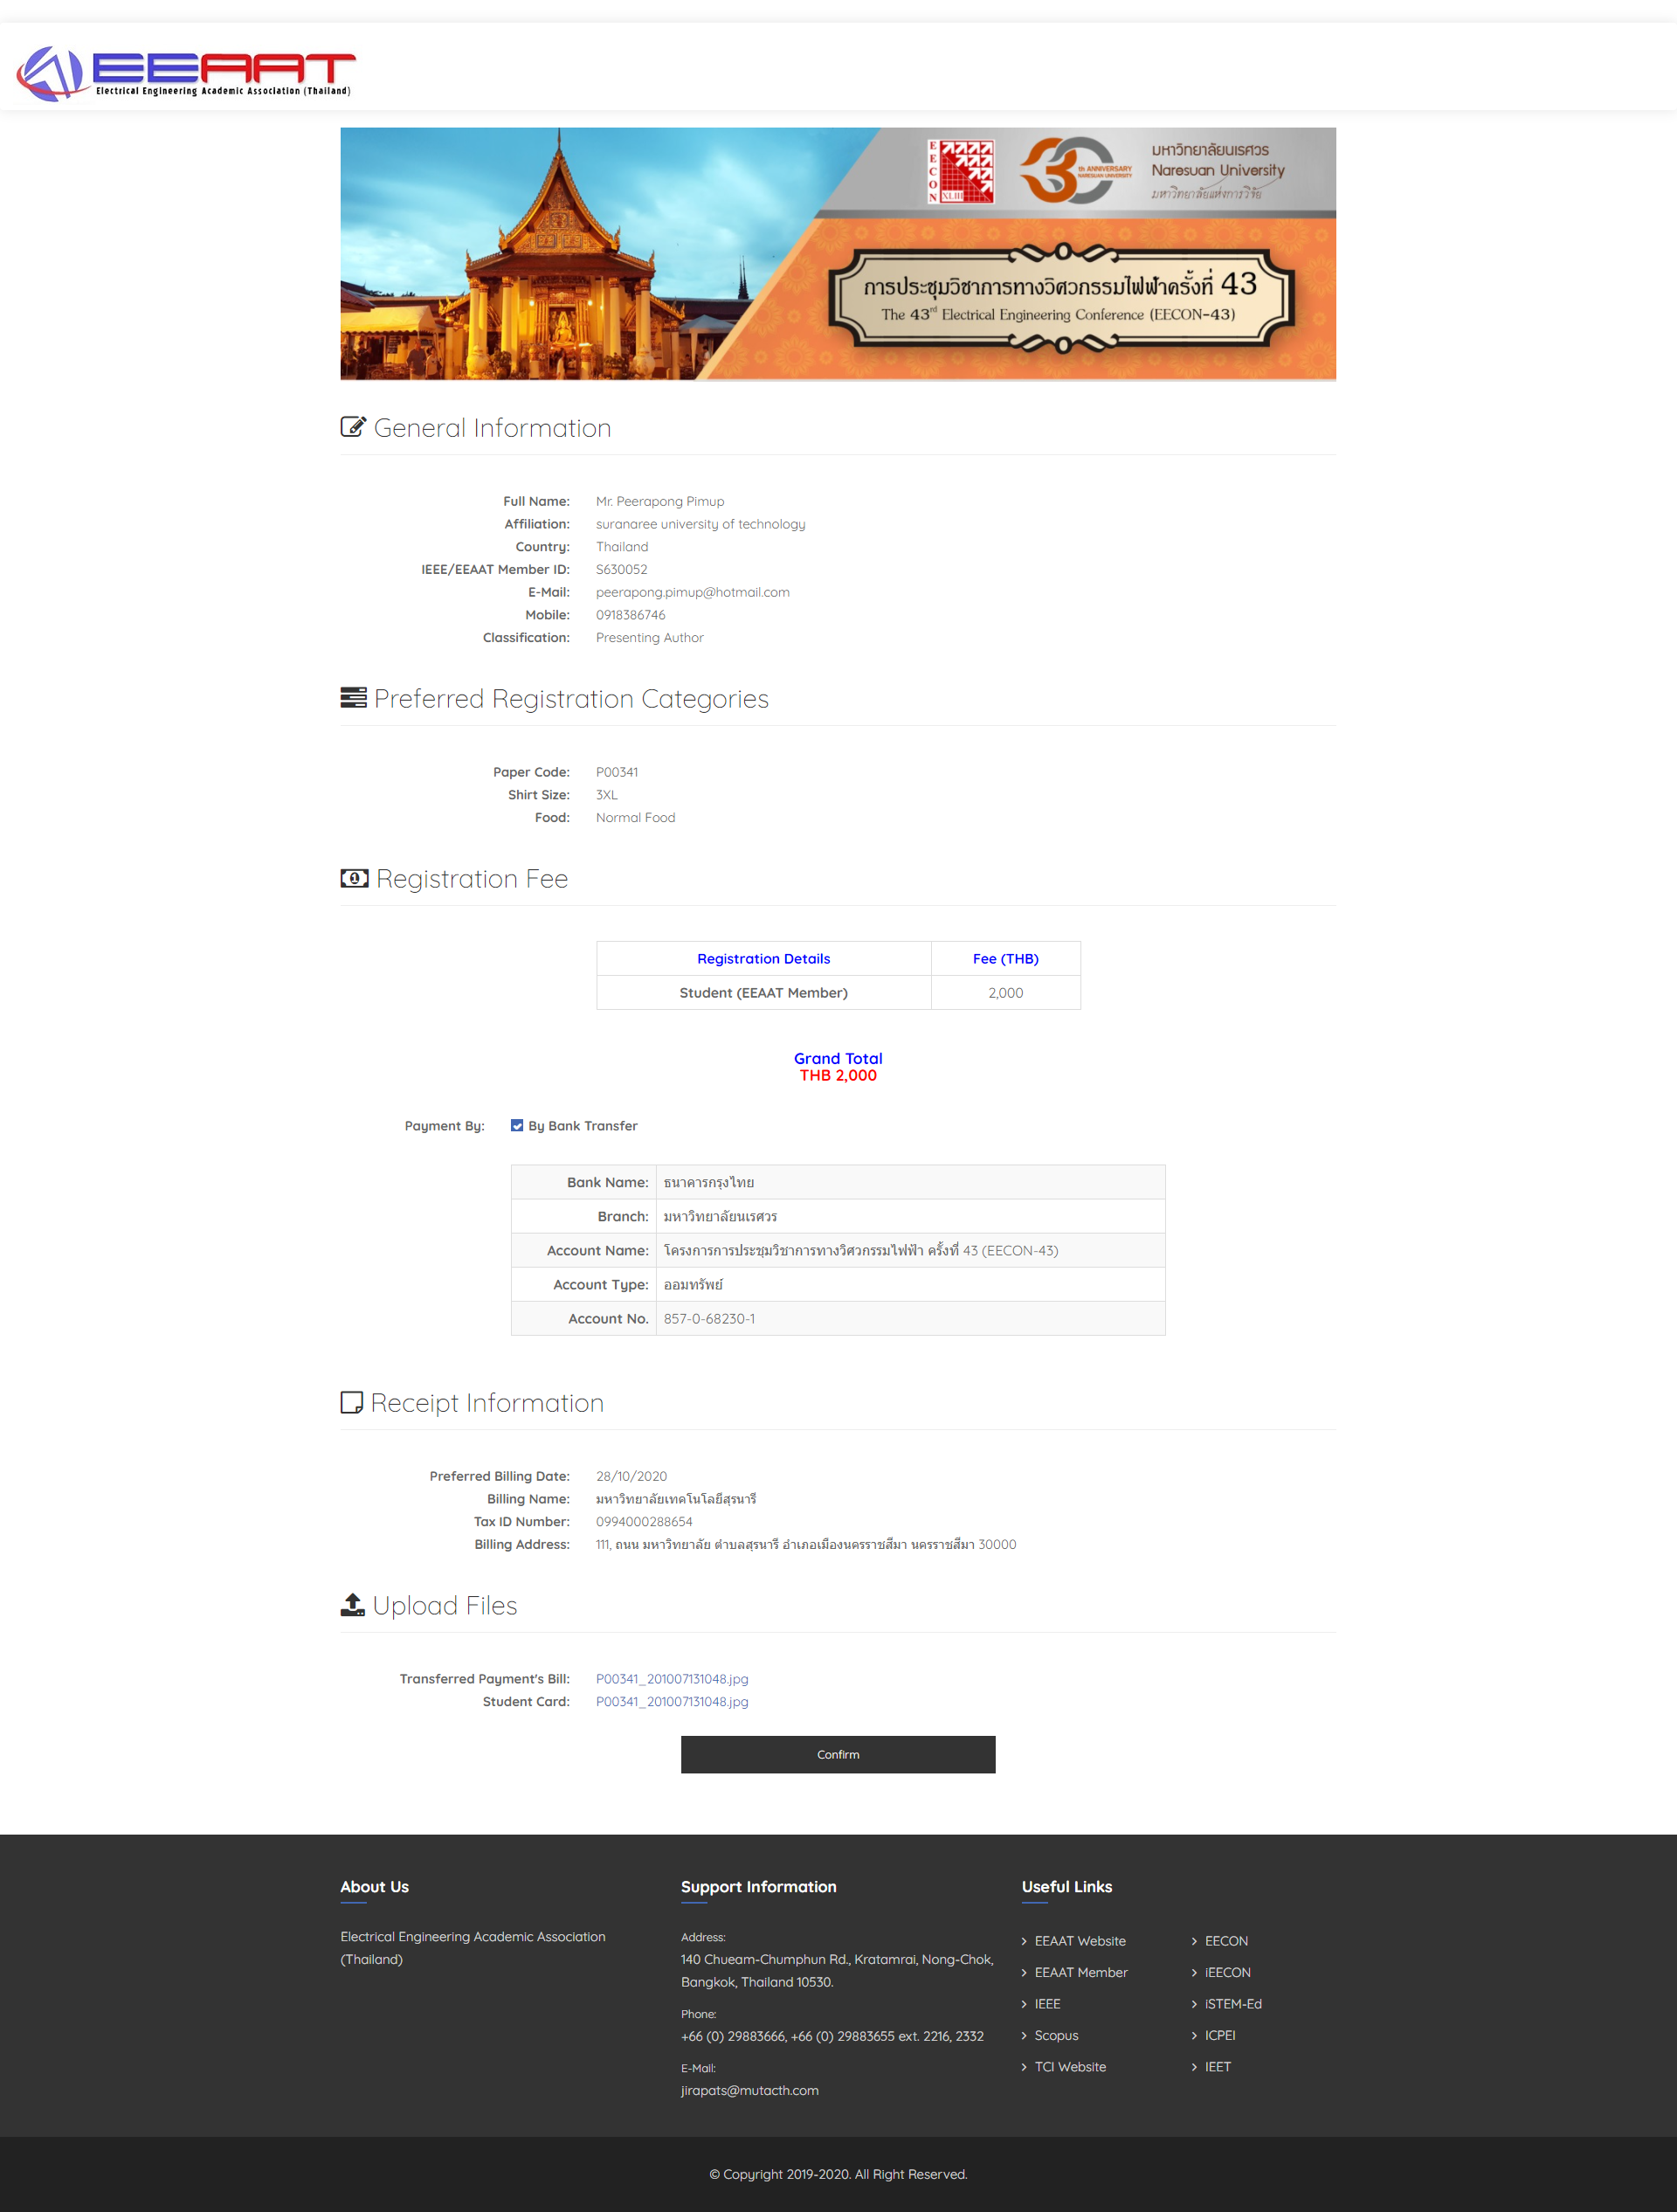 EEAAT
Electrical Engineering Academic Association (Thailand)
EECON
XLIII
30
th ANNIVERSARY
NARESUAN UNIVERSITY
มหาวิทยาลัยนเรศวร
Naresuan University
มหาวิทยาลัยแห่งการวิจัย
การประชุมวิชาการทางวิศวกรรมไฟฟ้าครั้งที่ 43
The 43rd Electrical Engineering Conference (EECON-43)
General Information
Full Name: Mr. Peerapong Pimup
Affiliation: suranaree university of technology
Country: Thailand
IEEE/EEAAT Member ID: S630052
E-Mail: peerapong.pimup@hotmail.com
Mobile: 0918386746
Classification: Presenting Author
Preferred Registration Categories
Paper Code: P00341
Shirt Size: 3XL
Food: Normal Food
Registration Fee
Registration Details Fee (THB)
Student (EEAAT Member) 2,000
Grand Total
THB 2,000
Payment By: By Bank Transfer
Bank Name: ธนาคารกรุงไทย
Branch: มหาวิทยาลัยนเรศวร
Account Name: โครงการการประชุมวิชาการทางวิศวกรรมไฟฟ้า ครั้งที่ 43 (EECON-43)
Account Type: ออมทรัพย์
Account No. 857-0-68230-1
Receipt Information
Preferred Billing Date: 28/10/2020
Billing Name: มหาวิทยาลัยเทคโนโลยีสุรนารี
Tax ID Number: 0994000288654
Billing Address: 111, ถนน มหาวิทยาลัย ตำบลสุรนารี อำเภอเมืองนครราชสีมา นครราชสีมา 30000
Upload Files
Transferred Payment's Bill: P00341_201007131048.jpg
Student Card: P00341_201007131048.jpg
Confirm
About Us
Electrical Engineering Academic Association
(Thailand)
Support Information
Address:
140 Chueam-Chumphun Rd., Kratamrai, Nong-Chok,
Bangkok, Thailand 10530.
Phone:
+66 (0) 29883666, +66 (0) 29883655 ext. 2216, 2332
E-Mail:
jirapats@mutacth.com
Useful Links
EEAAT Website
EEAAT Member
IEEE
Scopus
TCI Website
EECON
iEECON
iSTEM-Ed
ICPEI
IEET
© Copyright 2019-2020. All Right Reserved.